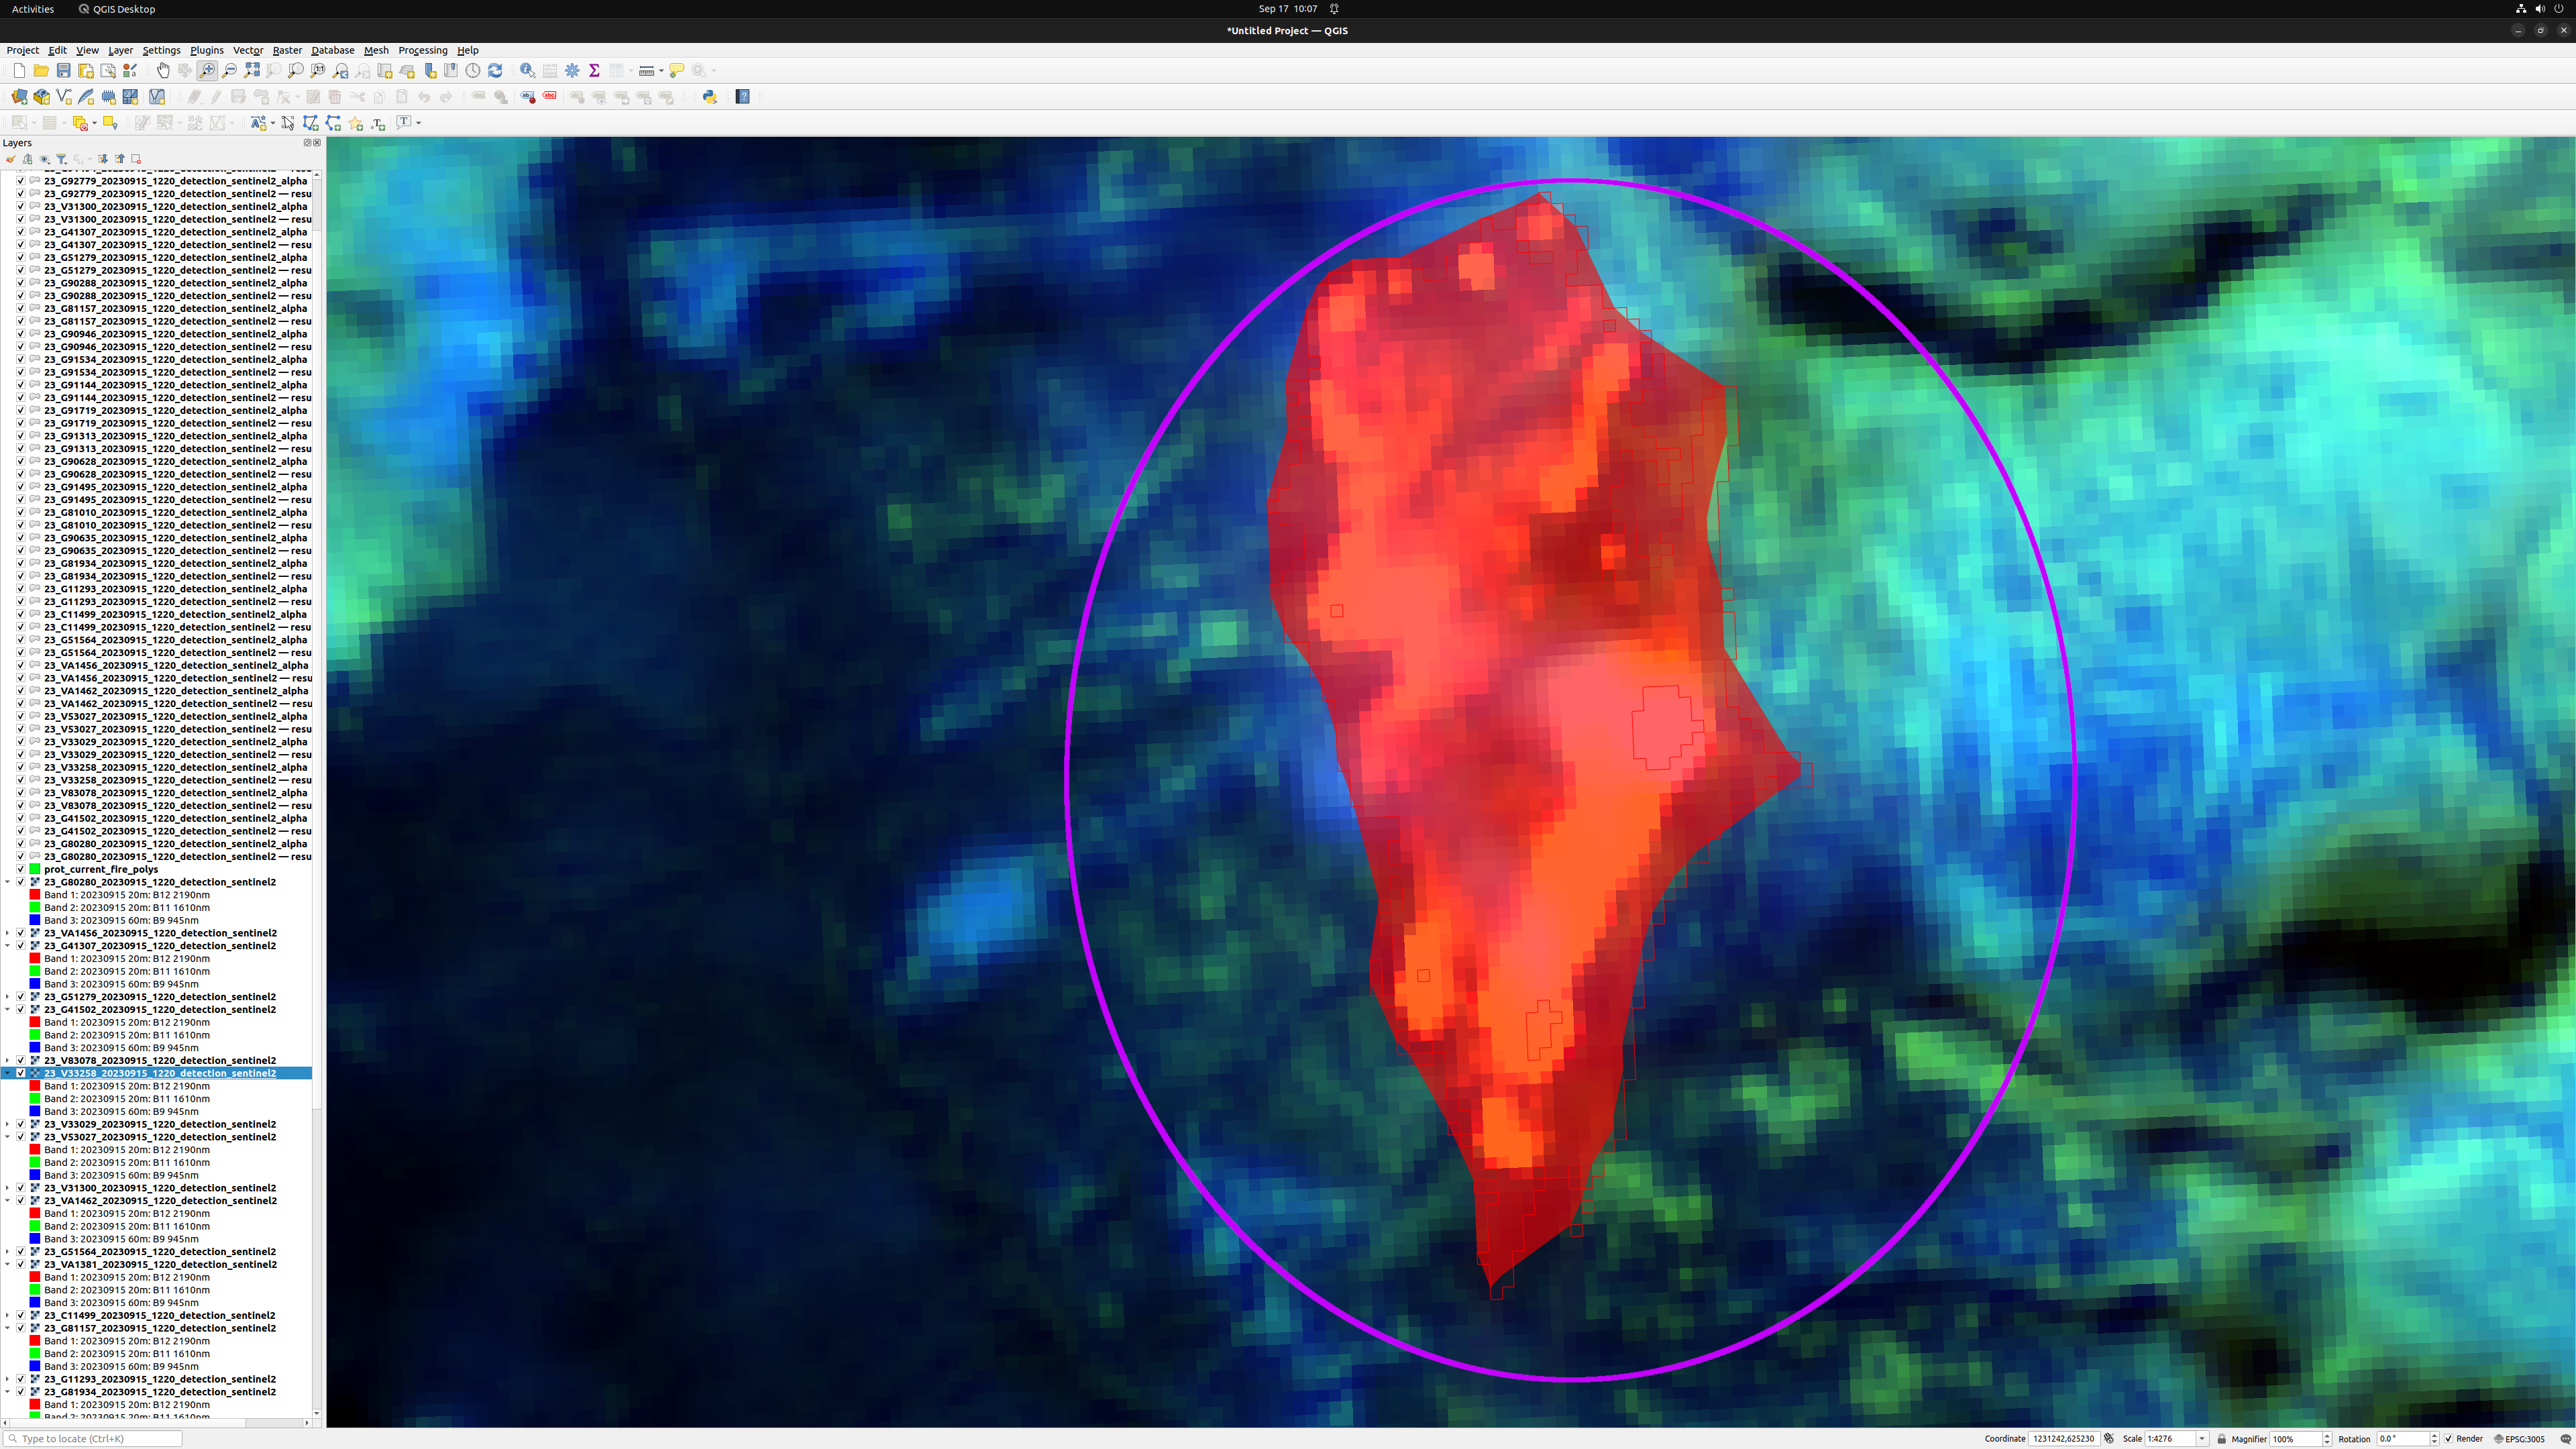 Activities QGIS Desktop Sep 17 10:07
*Untitled Project — QGIS
Project Edit View Layer Settings Plugins Vector Raster Database Mesh Processing Help
Layers
23_G92779_20230915_1220_detection_sentinel2_alpha
23_G92779_20230915_1220_detection_sentinel2 — resu
23_V31300_20230915_1220_detection_sentinel2_alpha
23_V31300_20230915_1220_detection_sentinel2 — resu
23_G41307_20230915_1220_detection_sentinel2_alpha
23_G41307_20230915_1220_detection_sentinel2 — resu
23_G51279_20230915_1220_detection_sentinel2_alpha
23_G51279_20230915_1220_detection_sentinel2 — resu
23_G90288_20230915_1220_detection_sentinel2_alpha
23_G90288_20230915_1220_detection_sentinel2 — resu
23_G81157_20230915_1220_detection_sentinel2_alpha
23_G81157_20230915_1220_detection_sentinel2 — resu
23_G90946_20230915_1220_detection_sentinel2_alpha
23_G90946_20230915_1220_detection_sentinel2 — resu
23_G91534_20230915_1220_detection_sentinel2_alpha
23_G91534_20230915_1220_detection_sentinel2 — resu
23_G91144_20230915_1220_detection_sentinel2_alpha
23_G91144_20230915_1220_detection_sentinel2 — resu
23_G91719_20230915_1220_detection_sentinel2_alpha
23_G91719_20230915_1220_detection_sentinel2 — resu
23_G91313_20230915_1220_detection_sentinel2_alpha
23_G91313_20230915_1220_detection_sentinel2 — resu
23_G90628_20230915_1220_detection_sentinel2_alpha
23_G90628_20230915_1220_detection_sentinel2 — resu
23_G91495_20230915_1220_detection_sentinel2_alpha
23_G91495_20230915_1220_detection_sentinel2 — resu
23_G81010_20230915_1220_detection_sentinel2_alpha
23_G81010_20230915_1220_detection_sentinel2 — resu
23_G90635_20230915_1220_detection_sentinel2_alpha
23_G90635_20230915_1220_detection_sentinel2 — resu
23_G81934_20230915_1220_detection_sentinel2_alpha
23_G81934_20230915_1220_detection_sentinel2 — resu
23_G11293_20230915_1220_detection_sentinel2_alpha
23_G11293_20230915_1220_detection_sentinel2 — resu
23_C11499_20230915_1220_detection_sentinel2_alpha
23_C11499_20230915_1220_detection_sentinel2 — resu
23_G51564_20230915_1220_detection_sentinel2_alpha
23_G51564_20230915_1220_detection_sentinel2 — resu
23_VA1456_20230915_1220_detection_sentinel2_alpha
23_VA1456_20230915_1220_detection_sentinel2 — resu
23_VA1462_20230915_1220_detection_sentinel2_alpha
23_VA1462_20230915_1220_detection_sentinel2 — resu
23_V53027_20230915_1220_detection_sentinel2_alpha
23_V53027_20230915_1220_detection_sentinel2 — resu
23_V33029_20230915_1220_detection_sentinel2_alpha
23_V33029_20230915_1220_detection_sentinel2 — resu
23_V33258_20230915_1220_detection_sentinel2_alpha
23_V33258_20230915_1220_detection_sentinel2 — resu
23_V83078_20230915_1220_detection_sentinel2_alpha
23_V83078_20230915_1220_detection_sentinel2 — resu
23_G41502_20230915_1220_detection_sentinel2_alpha
23_G41502_20230915_1220_detection_sentinel2 — resu
23_G80280_20230915_1220_detection_sentinel2_alpha
23_G80280_20230915_1220_detection_sentinel2 — resu
prot_current_fire_polys
23_G80280_20230915_1220_detection_sentinel2
Band 1: 20230915 20m: B12 2190nm
Band 2: 20230915 20m: B11 1610nm
Band 3: 20230915 60m: B9 945nm
23_VA1456_20230915_1220_detection_sentinel2
23_G41307_20230915_1220_detection_sentinel2
Band 1: 20230915 20m: B12 2190nm
Band 2: 20230915 20m: B11 1610nm
Band 3: 20230915 60m: B9 945nm
23_G51279_20230915_1220_detection_sentinel2
23_G41502_20230915_1220_detection_sentinel2
Band 1: 20230915 20m: B12 2190nm
Band 2: 20230915 20m: B11 1610nm
Band 3: 20230915 60m: B9 945nm
23_V83078_20230915_1220_detection_sentinel2
23_V33258_20230915_1220_detection_sentinel2
Band 1: 20230915 20m: B12 2190nm
Band 2: 20230915 20m: B11 1610nm
Band 3: 20230915 60m: B9 945nm
23_V33029_20230915_1220_detection_sentinel2
23_V53027_20230915_1220_detection_sentinel2
Band 1: 20230915 20m: B12 2190nm
Band 2: 20230915 20m: B11 1610nm
Band 3: 20230915 60m: B9 945nm
23_V31300_20230915_1220_detection_sentinel2
23_VA1462_20230915_1220_detection_sentinel2
Band 1: 20230915 20m: B12 2190nm
Band 2: 20230915 20m: B11 1610nm
Band 3: 20230915 60m: B9 945nm
23_G51564_20230915_1220_detection_sentinel2
23_VA1381_20230915_1220_detection_sentinel2
Band 1: 20230915 20m: B12 2190nm
Band 2: 20230915 20m: B11 1610nm
Band 3: 20230915 60m: B9 945nm
23_C11499_20230915_1220_detection_sentinel2
23_G81157_20230915_1220_detection_sentinel2
Band 1: 20230915 20m: B12 2190nm
Band 2: 20230915 20m: B11 1610nm
Band 3: 20230915 60m: B9 945nm
23_G11293_20230915_1220_detection_sentinel2
23_G81934_20230915_1220_detection_sentinel2
Band 1: 20230915 20m: B12 2190nm
Band 2: 20230915 20m: B11 1610nm
Type to locate (Ctrl+K) Coordinate 1231242,625230 Scale 1:4276 Magnifier 100% Rotation 0.0 ° Render EPSG:3005